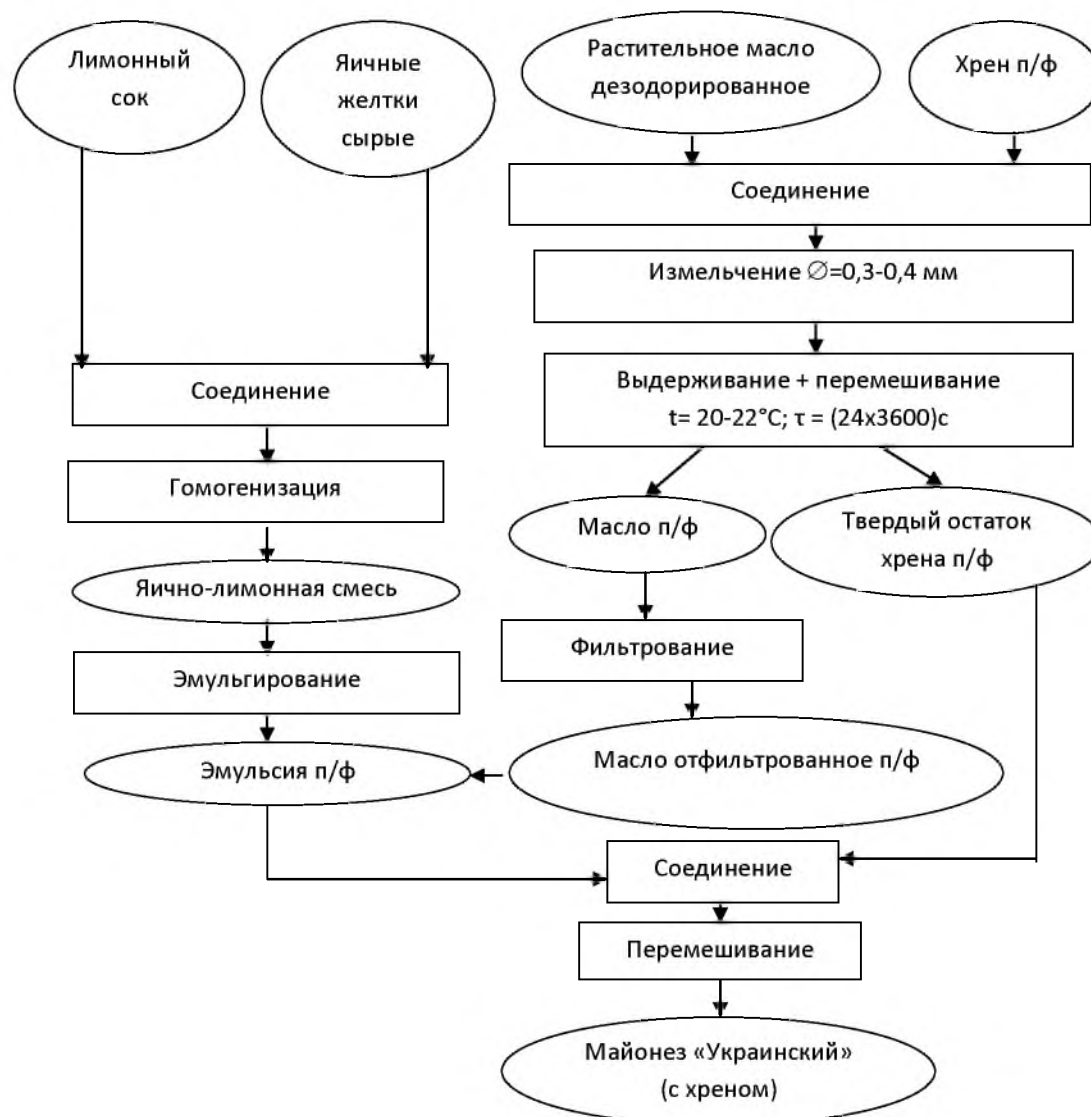 Лимонный
сок
Яичные
желтки
сырые
Растительное масло
дезодорированное
Хрен п/ф
Соединение
Измельчение ∅=0,3-0,4 мм
Выдерживание + перемешивание
t= 20-22°C; τ = (24x3600)с
Соединение
Гомогенизация
Яично-лимонная смесь
Эмульгирование
Эмульсия п/ф
Масло п/ф
Твердый остаток
хрена п/ф
Фильтрование
Масло отфильтрованное п/ф
Соединение
Перемешивание
Майонез «Украинский»
(с хреном)